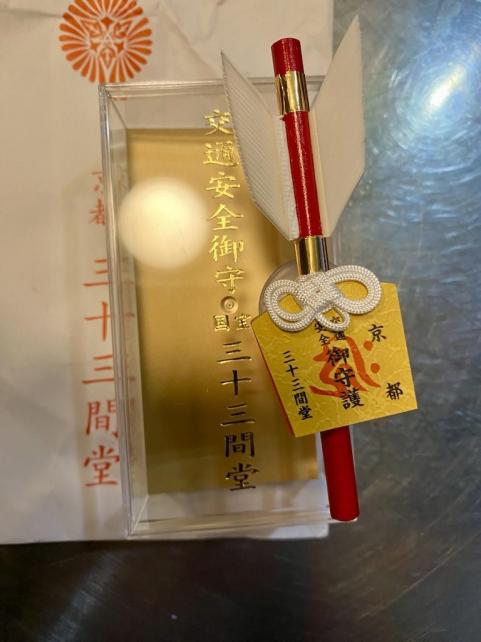 京都 三十三間堂
交通安全御守
国宝
三十三間堂
京都
交通安全
御守護
三十三間堂